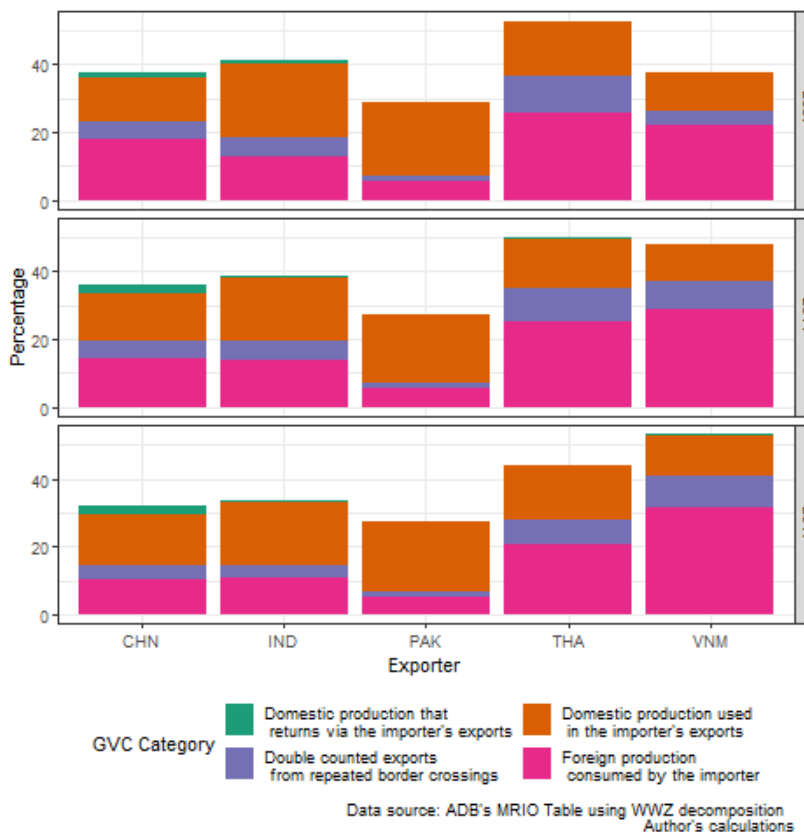 40
20
0
40
20
0
40
20
0
Percentage
CHN IND PAK THA VNM
Exporter
GVC Category
Domestic production that
returns via the importer's exports
Double counted exports
from repeated border crossings
Domestic production used
in the importer's exports
Foreign production
consumed by the importer
Data source: ADB's MRIO Table using WWZ decomposition
Author's calculations